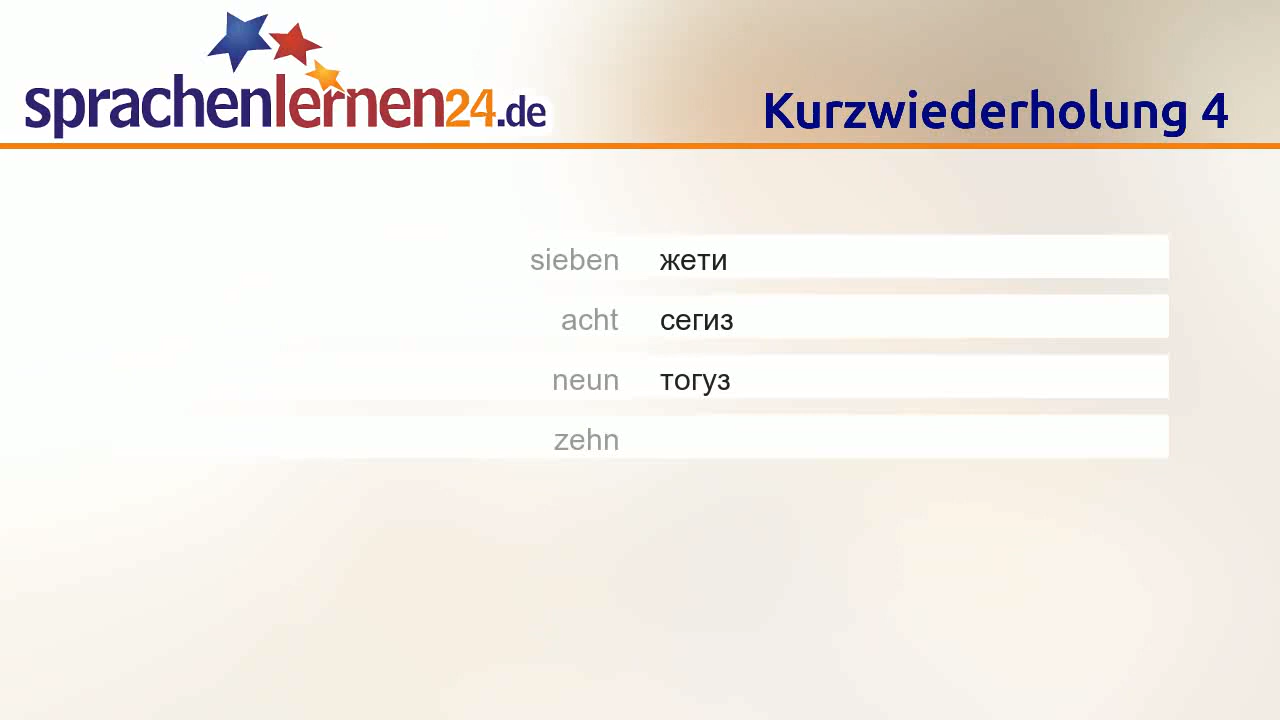 sprachenlernen24.de
Kurzwiederholung 4
sieben жети
acht сегиз
neun тогуз
zehn